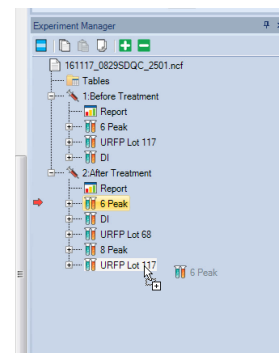 Experiment Manager
161117_0829SDQC_2501.ncf
Tables
1:Before Treatment
Report
6 Peak
URFP Lot 117
DI
2:After Treatment
Report
6 Peak
DI
URFP Lot 68
8 Peak
URFP Lot 117
6 Peak